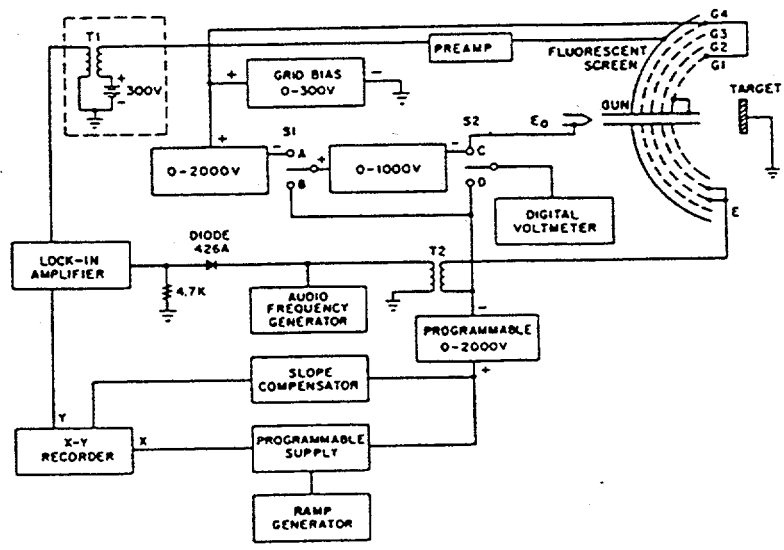 G4
G3
G2
G1
T1
+
300V
-
PREAMP
FLUORESCENT
SCREEN
TARGET
+
GRID BIAS
0-300V
-
GUN
S1
S2
E₀
+
0-2000V
-
A
B
+
0-1000V
-
C
D
DIGITAL
VOLTMETER
E
DIODE
426A
T2
LOCK-IN
AMPLIFIER
4.7K
AUDIO
FREQUENCY
GENERATOR
-
PROGRAMMABLE
0-2000V
+
SLOPE
COMPENSATOR
Y
X-Y
RECORDER
X
PROGRAMMABLE
SUPPLY
RAMP
GENERATOR